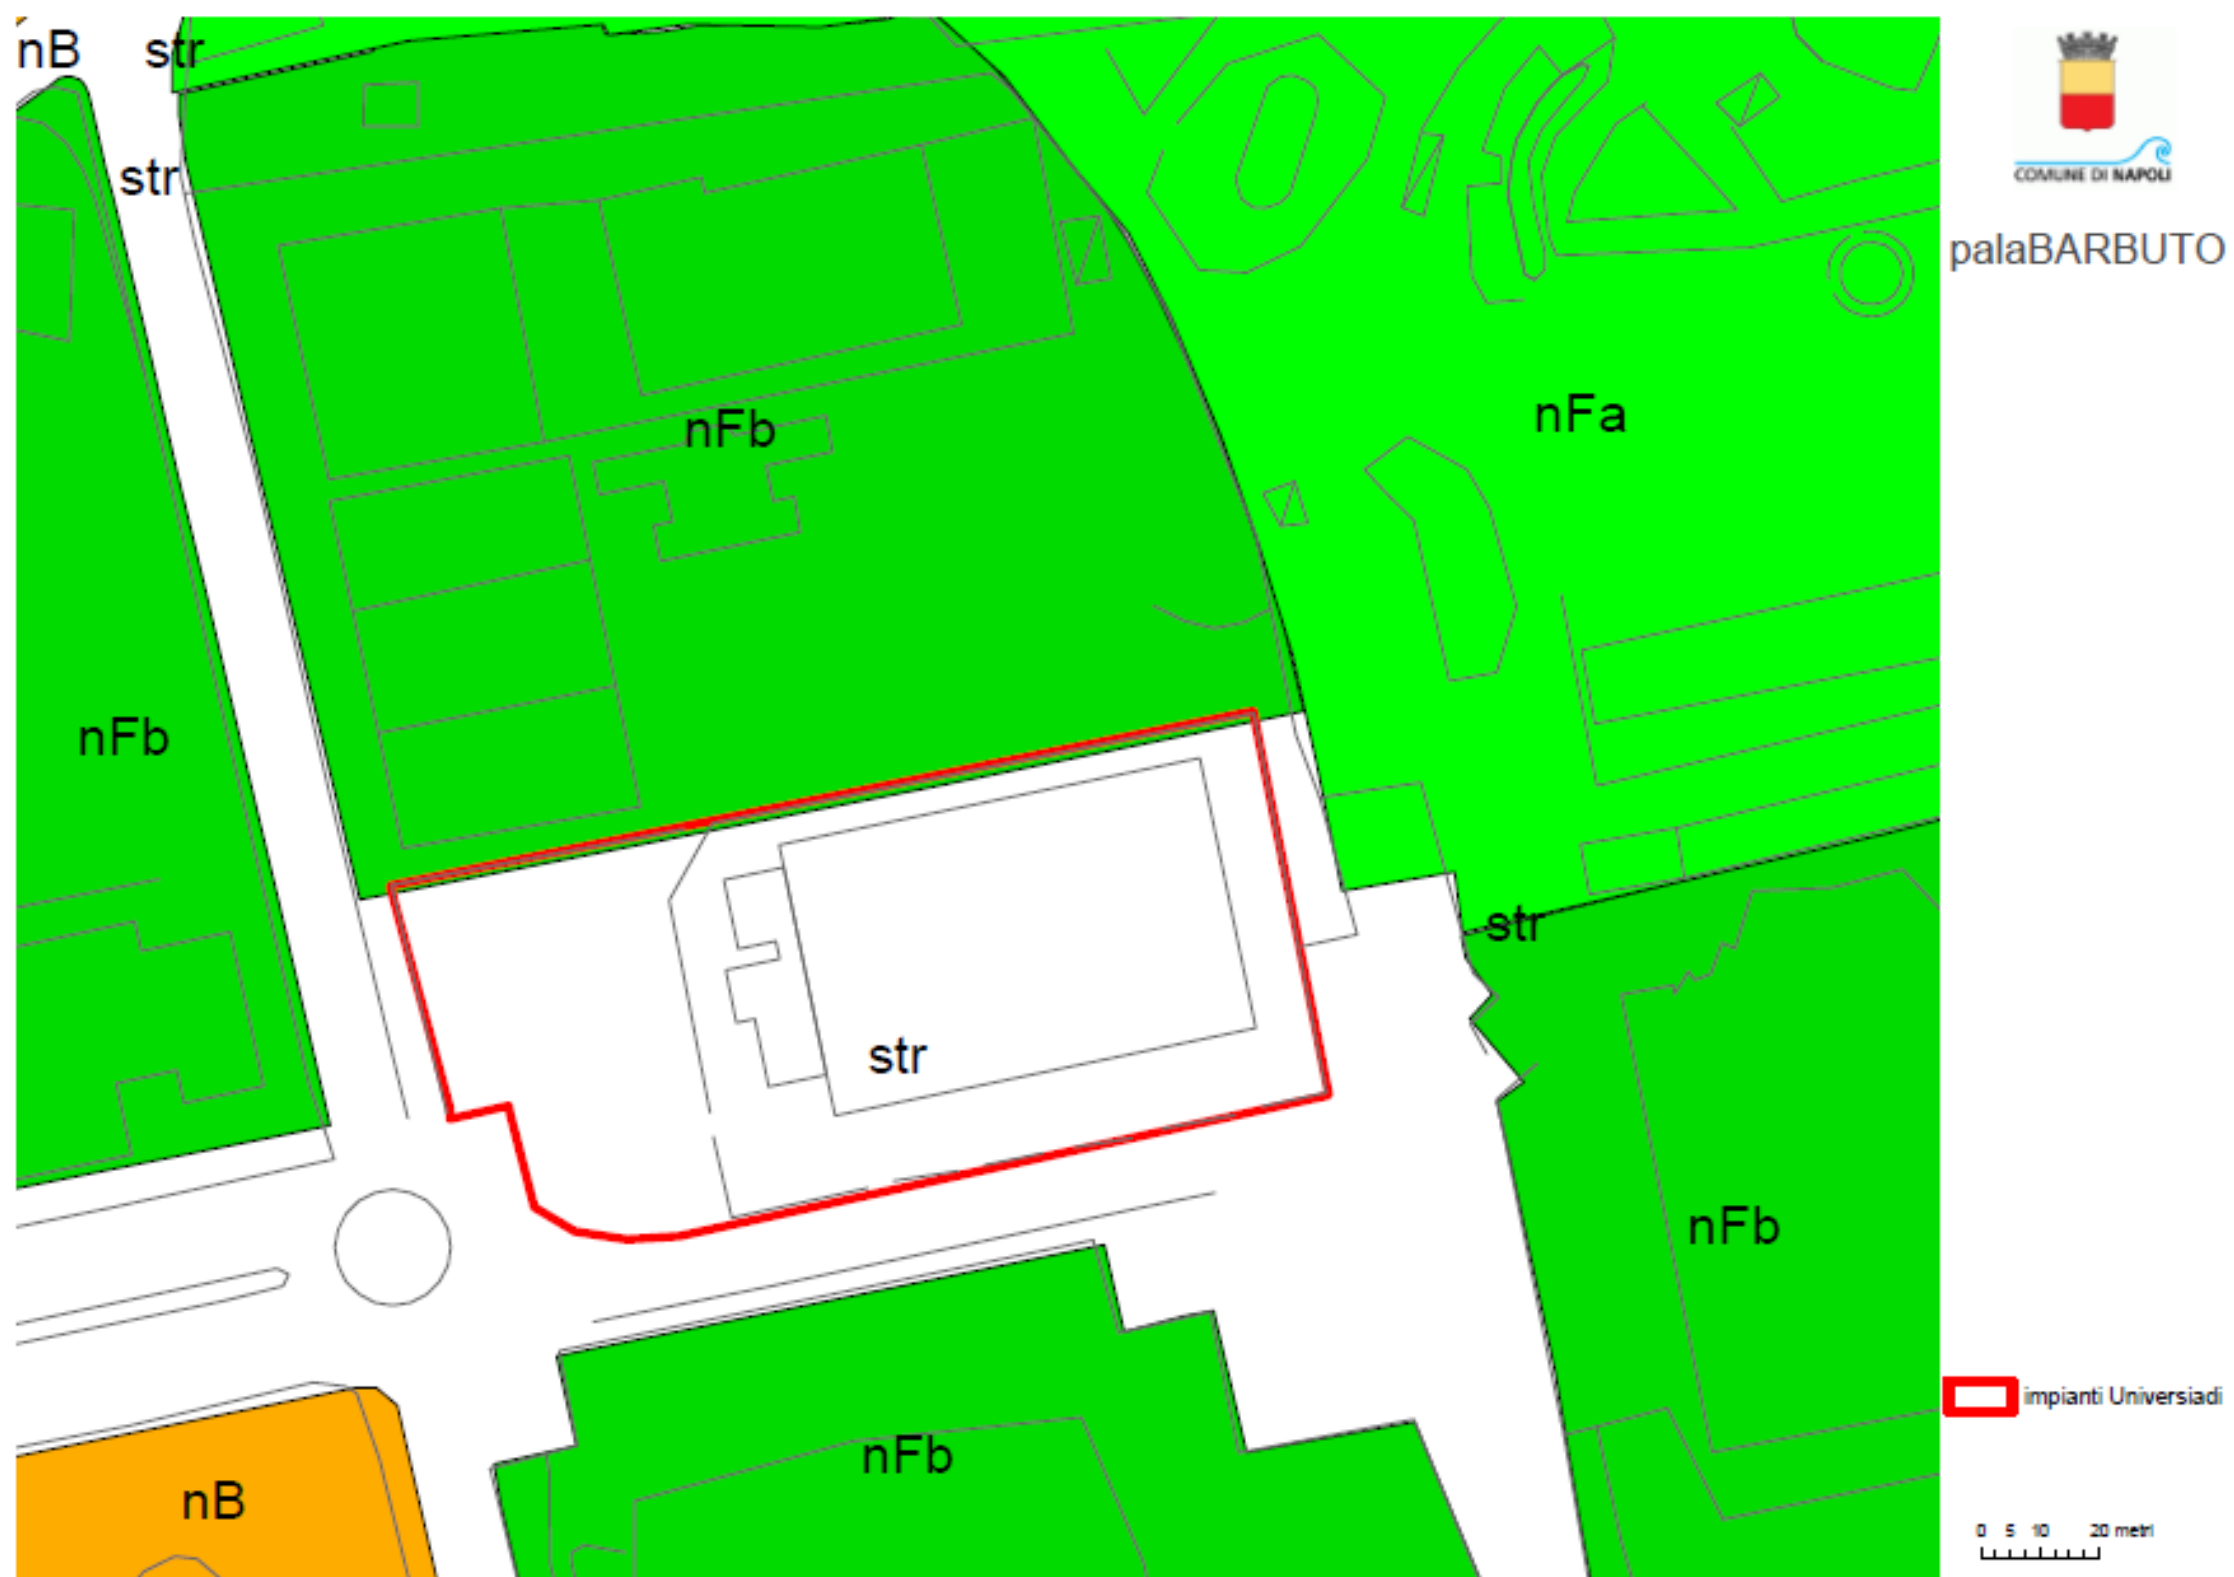 nB
str
str
COMUNE DI NAPOLI
palaBARBUTO
nFb
nFa
nFb
str
str
nFb
nFb
nB
impianti Universiadi
0 5 10 20 metri